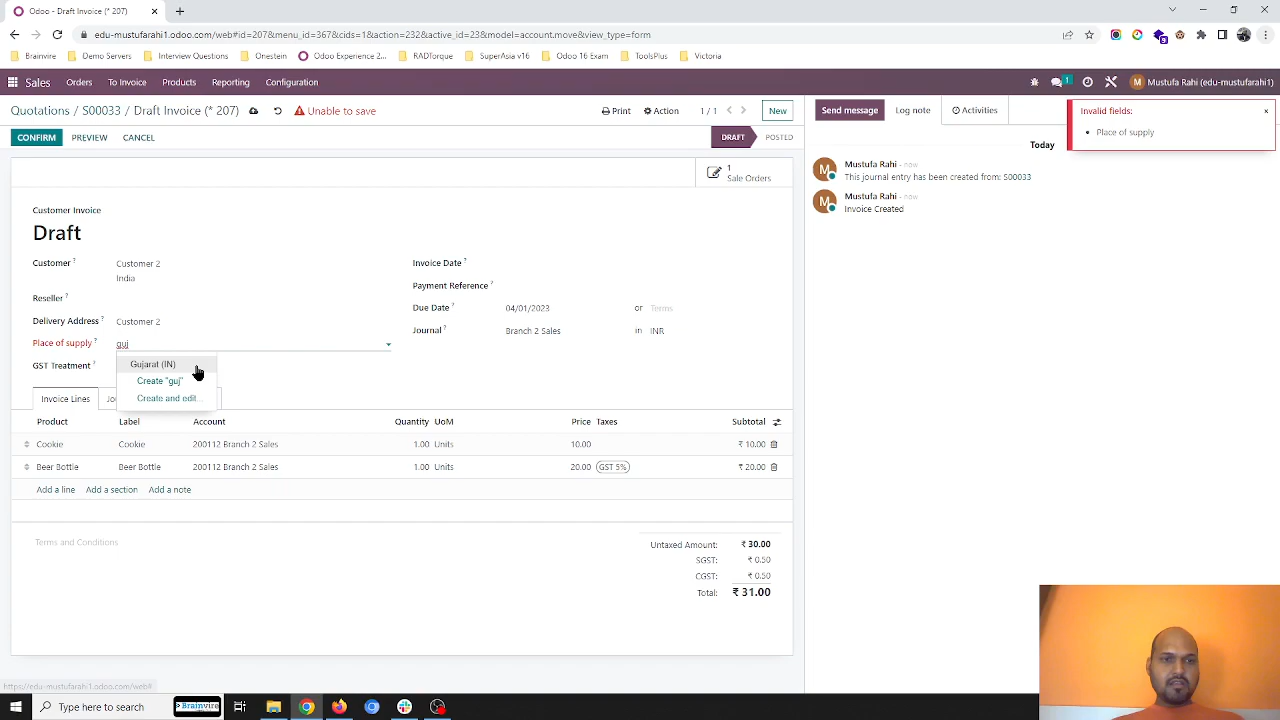 Odoo - Draft Invoice (* 207)
edu-mustufarahi1.odoo.com/web#id=207&menu_id=367&cids=1&action=232&active_id=23&model=account.move&view_type=form
Brainvire
Demo Servers
Interview Questions
Onestein
Odoo Experience 2...
RADTorque
SuperAsia v16
Odoo 16 Exam
ToolsPlus
Victoria
Sales
Orders
To Invoice
Products
Reporting
Configuration
1
Mustufa Rahi (edu-mustufarahi1)
Quotations / S00033 / Draft Invoice (* 207)
Unable to save
Print
Action
1 / 1
New
Send message
Log note
Activities
Invalid fields:
Place of supply
CONFIRM
PREVIEW
CANCEL
DRAFT
POSTED
Today
1
Sale Orders
Mustufa Rahi - now
This journal entry has been created from: S00033
Mustufa Rahi - now
Invoice Created
Customer Invoice
Draft
Customer ?
Customer 2
India
Reseller ?
Delivery Address
Customer 2
Place of supply ?
guj
GST Treatment ?
Gujarat (IN)
Create "guj"
Create and edit...
Invoice Date ?
Payment Reference ?
Due Date ?
04/01/2023
or
Terms
Journal ?
Branch 2 Sales
in
INR
Invoice Lines
Jo
Product
Label
Account
Quantity
UoM
Price
Taxes
Subtotal
Cookie
Cookie
200112 Branch 2 Sales
1.00
Units
10.00
₹ 10.00
Beer Bottle
Beer Bottle
200112 Branch 2 Sales
1.00
Units
20.00
GST 5%
₹ 20.00
Add a line
Add a section
Add a note
Terms and Conditions
Untaxed Amount:
₹ 30.00
SGST:
₹ 0.50
CGST:
₹ 0.50
Total:
₹ 31.00
https://edu-mustufarahi1.odoo.com/web#
Type here to search
Brainvire